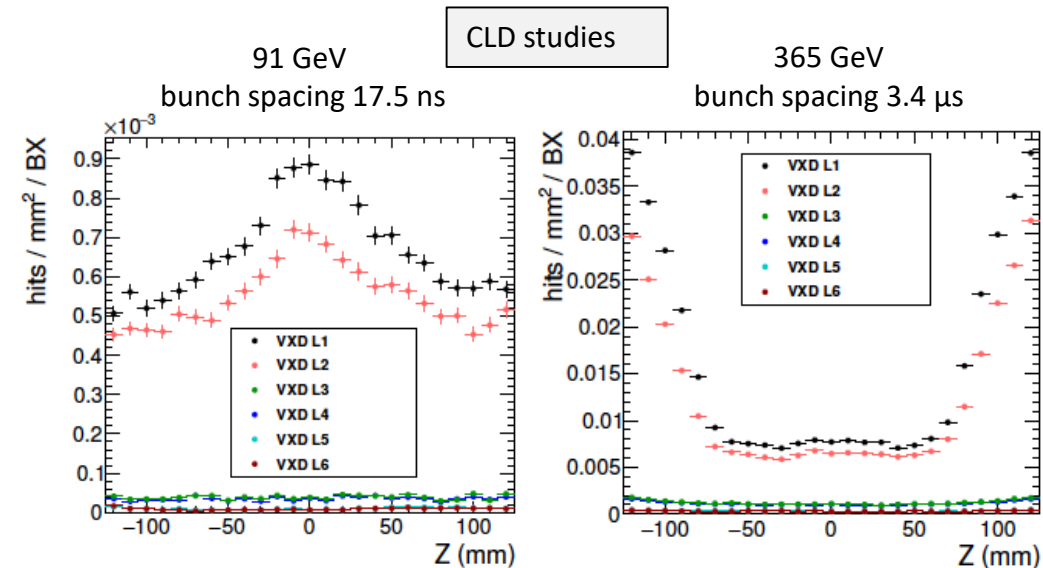 CLD studies
91 GeV
bunch spacing 17.5 ns
365 GeV
bunch spacing 3.4 µs
×10⁻³
hits / mm² / BX
0.9
0.8
0.7
0.6
0.5
0.4
0.3
0.2
0.1
0
VXD L1
VXD L2
VXD L3
VXD L4
VXD L5
VXD L6
−100
−50
0
50
100
Z (mm)
hits / mm² / BX
0.04
0.035
0.03
0.025
0.02
0.015
0.01
0.005
0
VXD L1
VXD L2
VXD L3
VXD L4
VXD L5
VXD L6
−100
−50
0
50
100
Z (mm)